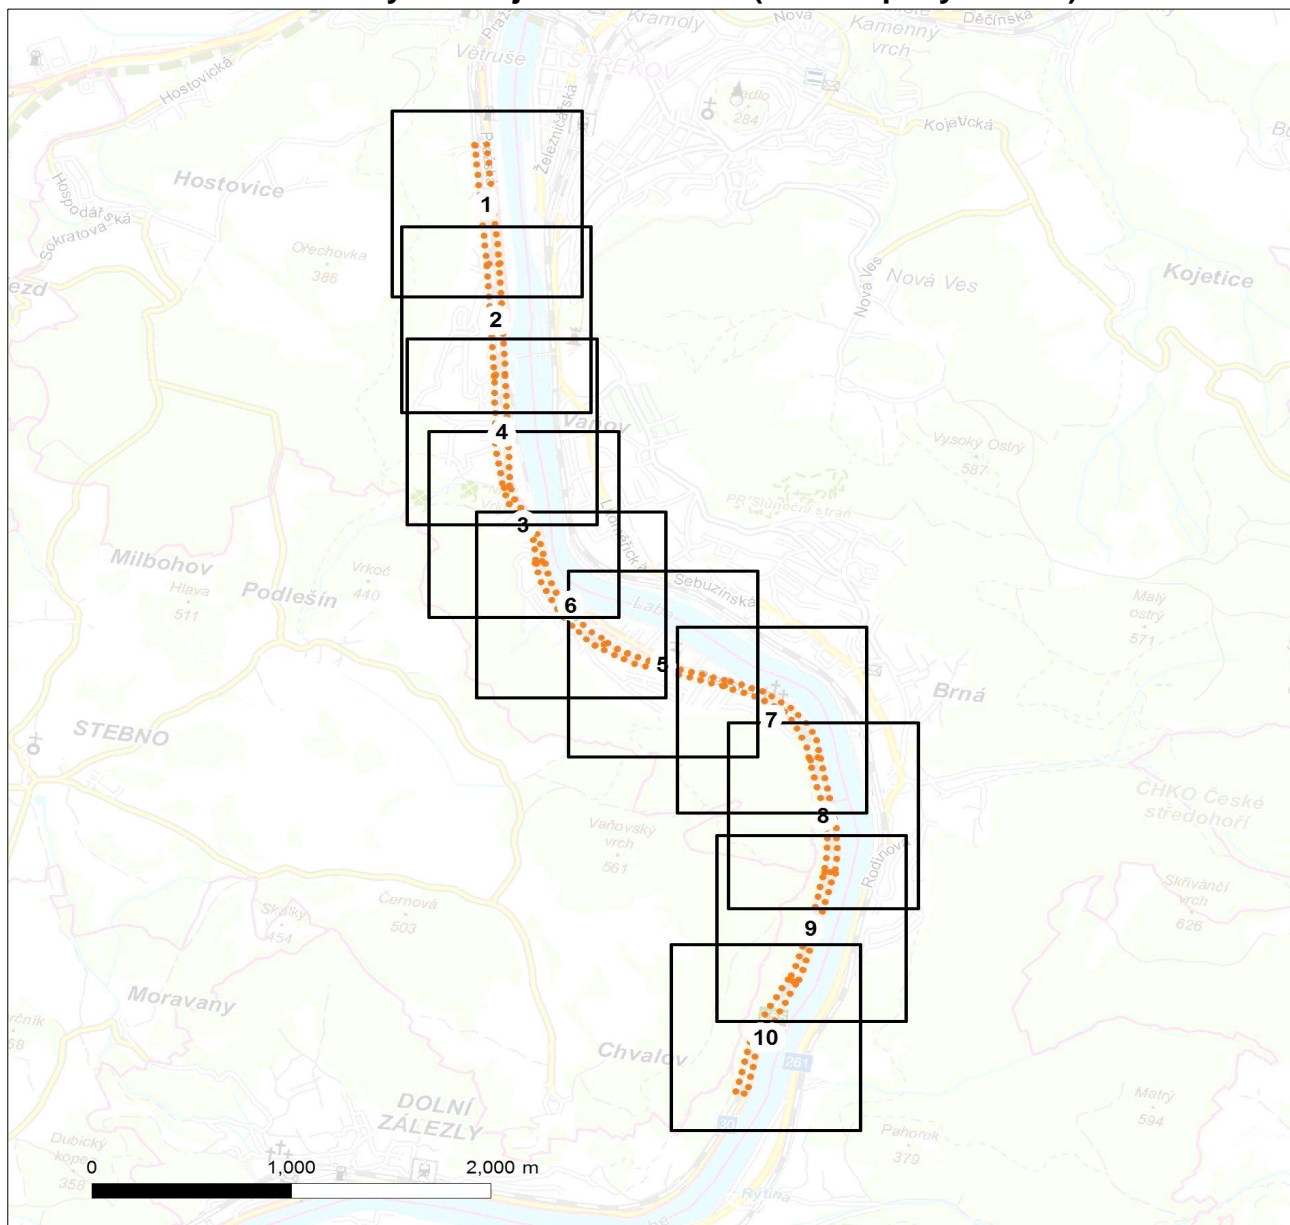 Kramoly
Nová
Děčínská
Větruše
STŘEKOV
Kamenný
vrch
Hostovická
Železničářská
284
Kojetická
Hostovice
Hospodářská
Sokratova
1
Ořechovka
386
Nová Ves
Nová Ves
Kojetice
2
Vaňov
4
Vysoký Ostrý
587
PR Sluneční stráň
Litoměřická
3
Milbohov
Hlava
511
Podlešín
Vrkoč
440
Sebuzínská
Labe
6
Malý
ostrý
571
5
Brná
7
STEBNO
CHKO České
středohoří
8
Vaňovský
vrch
561
Rodinová
Skřivánčí
vrch
626
Černová
503
Skalky
454
9
Moravany
10
Chvalov
261
30
DOLNÍ
ZÁLEZLY
Matrý
594
Pahorek
379
Dubický
kopec
358
Rytina
0 1,000 2,000 m